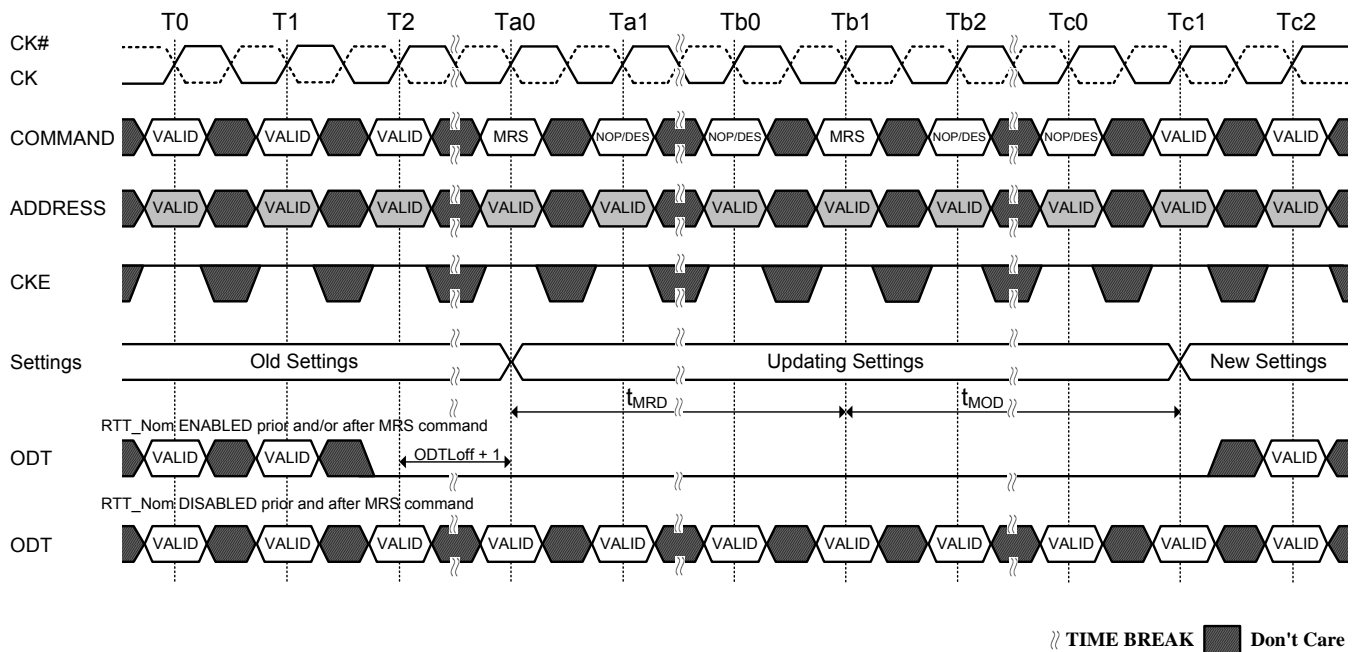 T0 T1 T2 Ta0 Ta1 Tb0 Tb1 Tb2 Tc0 Tc1 Tc2
CK#
CK
COMMAND VALID VALID VALID MRS NOP/DES NOP/DES MRS NOP/DES NOP/DES VALID VALID
ADDRESS VALID VALID VALID VALID VALID VALID VALID VALID VALID VALID VALID
CKE
Settings Old Settings Updating Settings New Settings
tMRD tMOD
RTT_Nom ENABLED prior and/or after MRS command
ODT VALID VALID ODTLoff + 1 VALID
RTT_Nom DISABLED prior and after MRS command
ODT VALID VALID VALID VALID VALID VALID VALID VALID VALID VALID VALID
TIME BREAK Don't Care